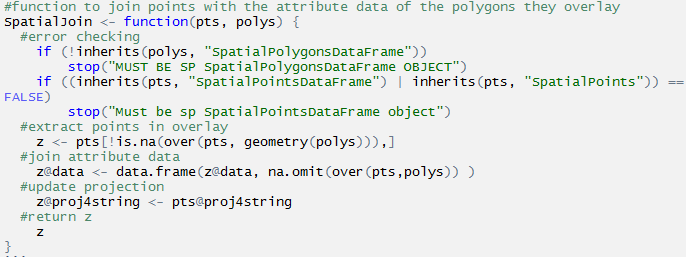 #function to join points with the attribute data of the polygons they overlay
SpatialJoin <- function(pts, polys) {
  #error checking
    if (!inherits(polys, "SpatialPolygonsDataFrame"))
        stop("MUST BE SP SpatialPolygonsDataFrame OBJECT")
    if ((inherits(pts, "SpatialPointsDataFrame") | inherits(pts, "SpatialPoints")) ==
FALSE)
        stop("Must be sp SpatialPointsDataFrame object")
  #extract points in overlay
    z <- pts[!is.na(over(pts, geometry(polys))),]
  #join attribute data
    z@data <- data.frame(z@data, na.omit(over(pts,polys)) )
  #update projection
    z@proj4string <- pts@proj4string
  #return z
    z
}